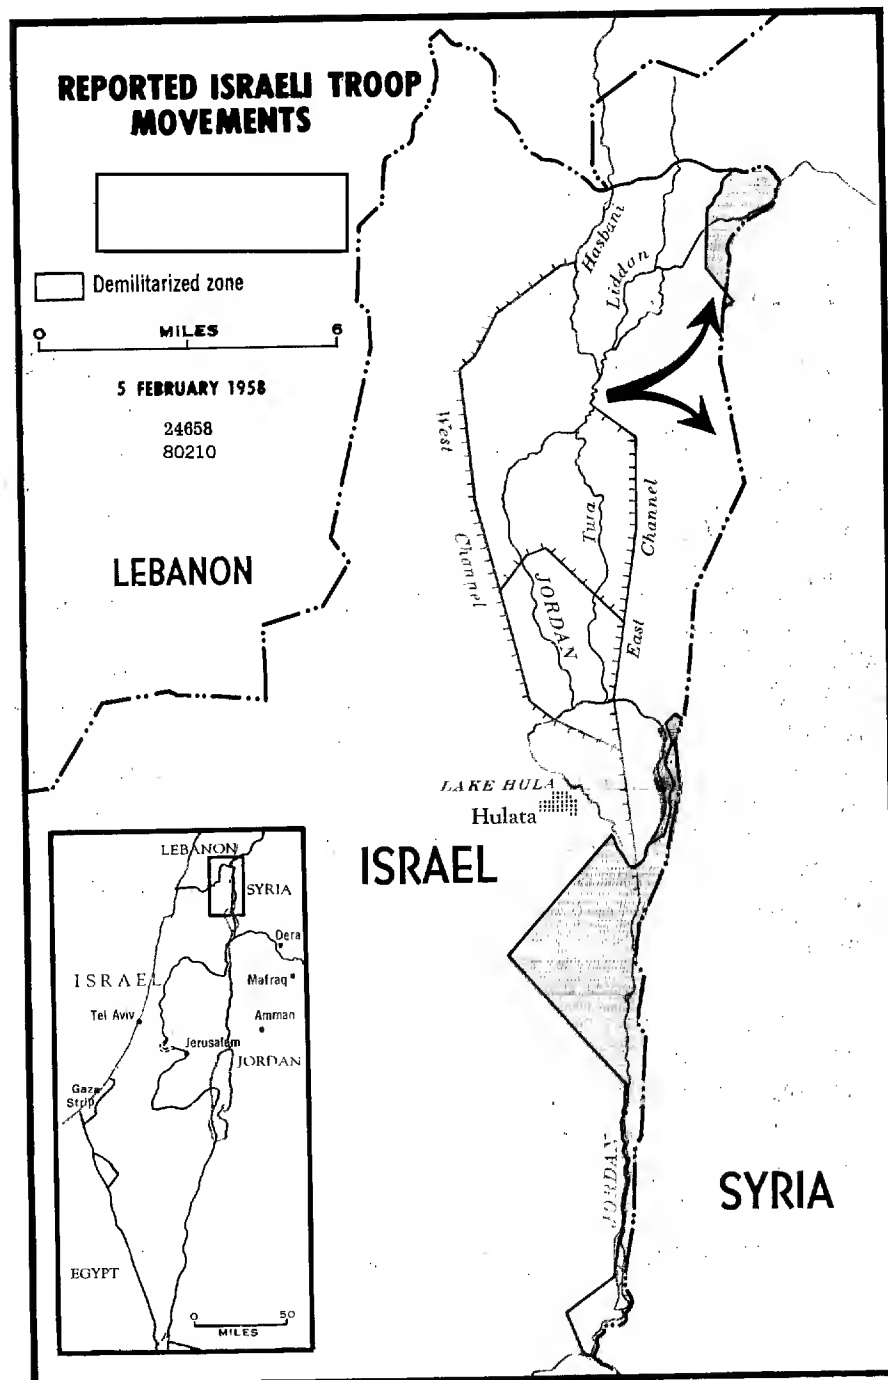 REPORTED ISRAELI TROOP
MOVEMENTS
Demilitarized zone
0 MILES 6
5 FEBRUARY 1958
24658
80210
LEBANON
Hasbani
Liddan
West
Channel
Tura
Channel
East
JORDAN
LAKE HULA
Hulata
ISRAEL
SYRIA
JORDAN
LEBANON
SYRIA
Dera
ISRAEL
Mafraq
Tel Aviv
Amman
Jerusalem
JORDAN
Gaza
Strip
EGYPT
0 50
MILES